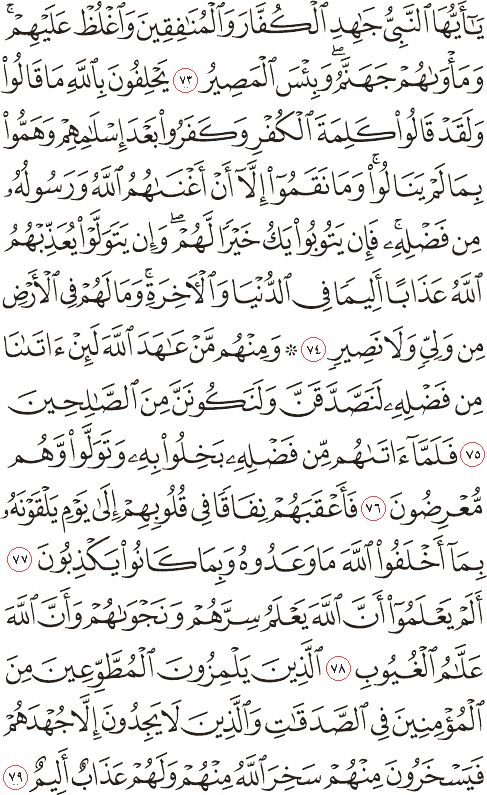 يَـٰٓأَيُّهَا ٱلنَّبِىُّ جَـٰهِدِ ٱلْكُفَّارَ وَٱلْمُنَـٰفِقِينَ وَٱغْلُظْ عَلَيْهِمْ ۚ
وَمَأْوَىٰهُمْ جَهَنَّمُ ۖ وَبِئْسَ ٱلْمَصِيرُ ٧٣ يَحْلِفُونَ بِٱللَّهِ مَا قَالُوا۟
وَلَقَدْ قَالُوا۟ كَلِمَةَ ٱلْكُفْرِ وَكَفَرُوا۟ بَعْدَ إِسْلَـٰمِهِمْ وَهَمُّوا۟
بِمَا لَمْ يَنَالُوا۟ ۚ وَمَا نَقَمُوٓا۟ إِلَّآ أَنْ أَغْنَىٰهُمُ ٱللَّهُ وَرَسُولُهُۥ
مِن فَضْلِهِۦ ۚ فَإِن يَتُوبُوا۟ يَكُ خَيْرًا لَّهُمْ ۖ وَإِن يَتَوَلَّوْا۟ يُعَذِّبْهُمُ
ٱللَّهُ عَذَابًا أَلِيمًا فِى ٱلدُّنْيَا وَٱلْـَٔاخِرَةِ ۚ وَمَا لَهُمْ فِى ٱلْأَرْضِ
مِن وَلِىٍّ وَلَا نَصِيرٍ ٧٤ * وَمِنْهُم مَّنْ عَـٰهَدَ ٱللَّهَ لَئِنْ ءَاتَىٰنَا
مِن فَضْلِهِۦ لَنَصَّدَّقَنَّ وَلَنَكُونَنَّ مِنَ ٱلصَّـٰلِحِينَ
٧٥ فَلَمَّآ ءَاتَىٰهُم مِّن فَضْلِهِۦ بَخِلُوا۟ بِهِۦ وَتَوَلَّوا۟ وَّهُم
مُّعْرِضُونَ ٧٦ فَأَعْقَبَهُمْ نِفَاقًا فِى قُلُوبِهِمْ إِلَىٰ يَوْمِ يَلْقَوْنَهُۥ
بِمَآ أَخْلَفُوا۟ ٱللَّهَ مَا وَعَدُوهُ وَبِمَا كَانُوا۟ يَكْذِبُونَ ٧٧
أَلَمْ يَعْلَمُوٓا۟ أَنَّ ٱللَّهَ يَعْلَمُ سِرَّهُمْ وَنَجْوَىٰهُمْ وَأَنَّ ٱللَّهَ
عَلَّـٰمُ ٱلْغُيُوبِ ٧٨ ٱلَّذِينَ يَلْمِزُونَ ٱلْمُطَّوِّعِينَ مِنَ
ٱلْمُؤْمِنِينَ فِى ٱلصَّدَقَـٰتِ وَٱلَّذِينَ لَا يَجِدُونَ إِلَّا جُهْدَهُمْ
فَيَسْخَرُونَ مِنْهُمْ ۙ سَخِرَ ٱللَّهُ مِنْهُمْ وَلَهُمْ عَذَابٌ أَلِيمٌ ٧٩